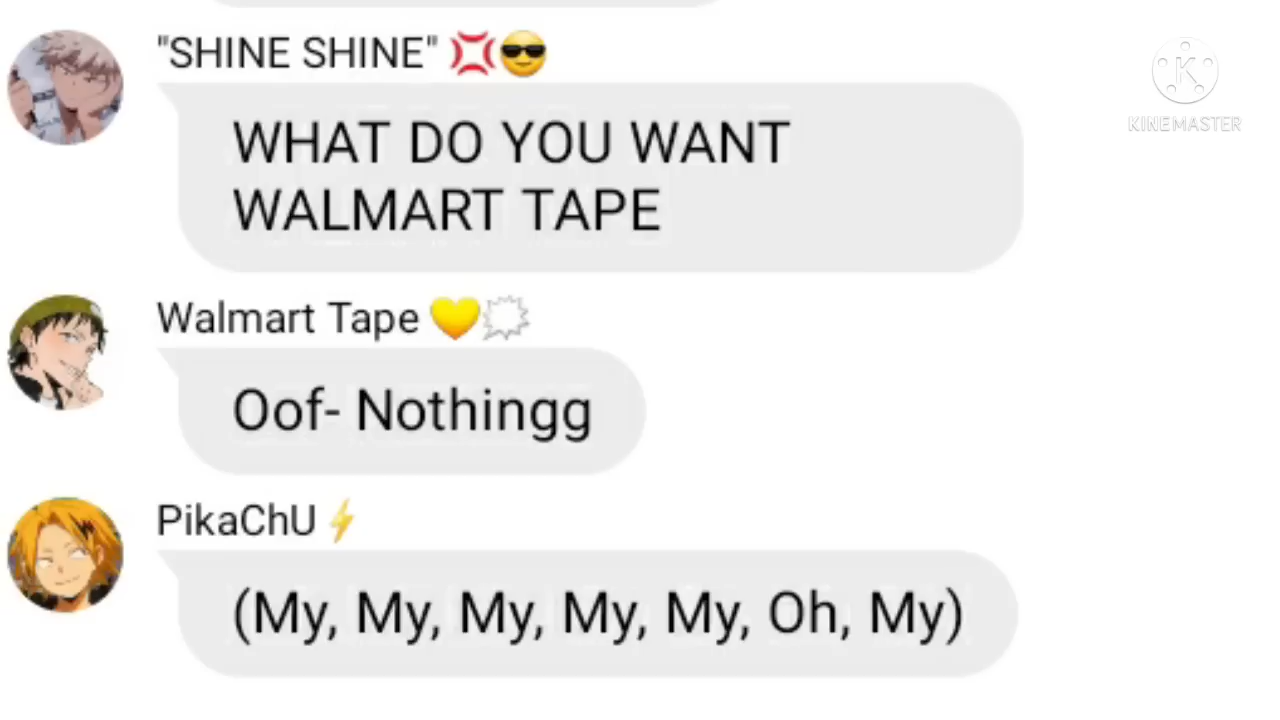 "SHINE SHINE" 💢😎
WHAT DO YOU WANT
WALMART TAPE
Walmart Tape 💛🗯
Oof- Nothingg
PikaChU ⚡
(My, My, My, My, My, Oh, My)
K
KINEMASTER